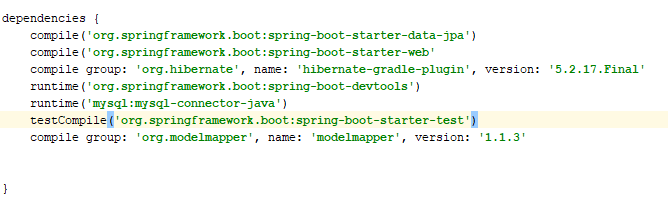 dependencies {
    compile('org.springframework.boot:spring-boot-starter-data-jpa')
    compile('org.springframework.boot:spring-boot-starter-web'
    compile group: 'org.hibernate', name: 'hibernate-gradle-plugin', version: '5.2.17.Final'
    runtime('org.springframework.boot:spring-boot-devtools')
    runtime('mysql:mysql-connector-java')
    testCompile('org.springframework.boot:spring-boot-starter-test')
    compile group: 'org.modelmapper', name: 'modelmapper', version: '1.1.3'
}